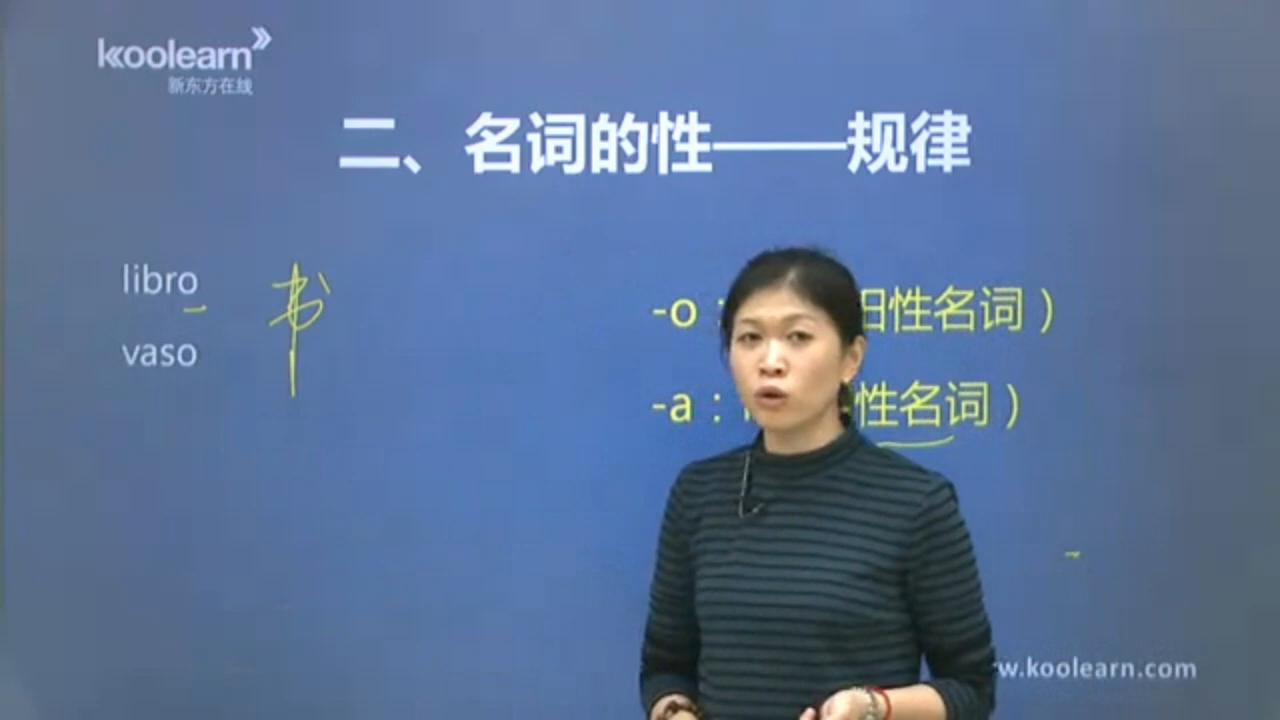 koolearn
新东方在线
二、名词的性——规律
libro 书
vaso
-o： 阳性名词）
-a： 性名词）
w.koolearn.com